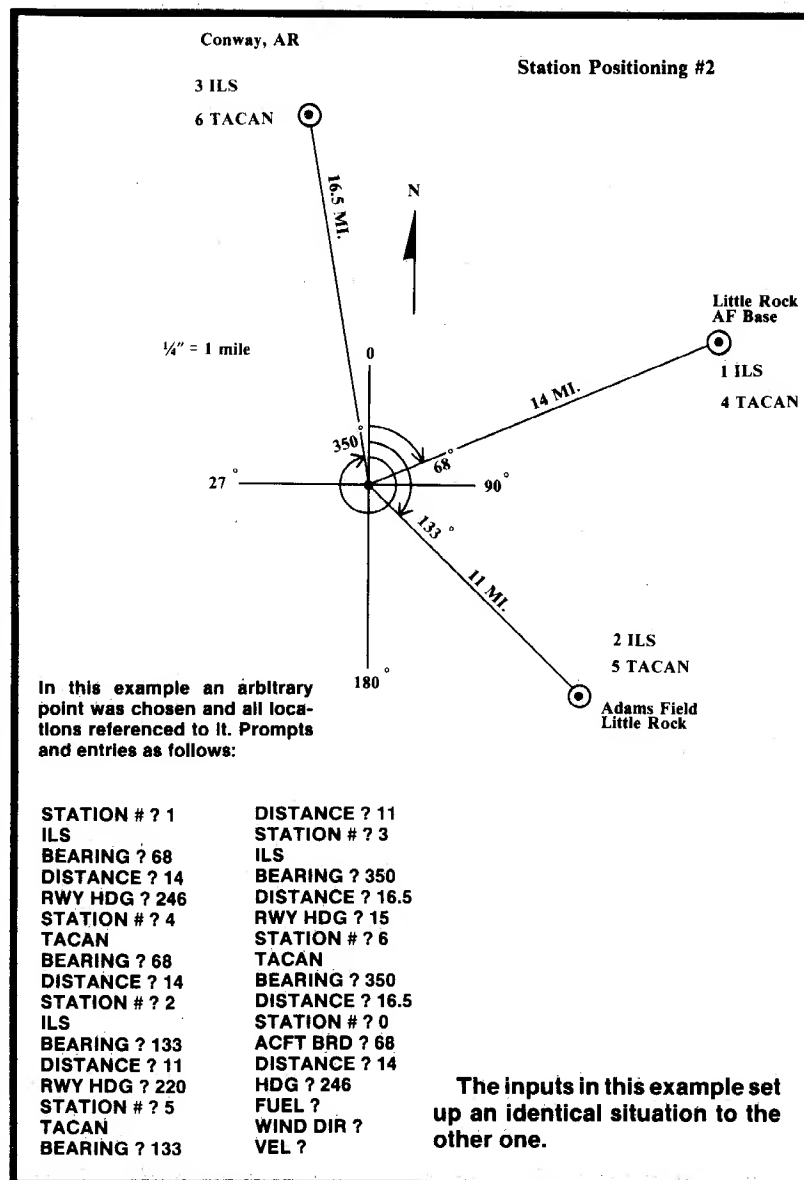 Conway, AR
Station Positioning #2
3 ILS
6 TACAN
16.5 MI.
N
Little Rock
AF Base
1 ILS
4 TACAN
¼" = 1 mile
0
14 MI.
350°
68°
27°
90°
133°
11 MI.
2 ILS
5 TACAN
180°
Adams Field
Little Rock
In this example an arbitrary
point was chosen and all loca-
tions referenced to it. Prompts
and entries as follows:
STATION # ? 1
ILS
BEARING ? 68
DISTANCE ? 14
RWY HDG ? 246
STATION # ? 4
TACAN
BEARING ? 68
DISTANCE ? 14
STATION # ? 2
ILS
BEARING ? 133
DISTANCE ? 11
RWY HDG ? 220
STATION # ? 5
TACAN
BEARING ? 133
DISTANCE ? 11
STATION # ? 3
ILS
BEARING ? 350
DISTANCE ? 16.5
RWY HDG ? 15
STATION # ? 6
TACAN
BEARING ? 350
DISTANCE ? 16.5
STATION # ? 0
ACFT BRD ? 68
DISTANCE ? 14
HDG ? 246
FUEL ?
WIND DIR ?
VEL ?
The inputs in this example set
up an identical situation to the
other one.